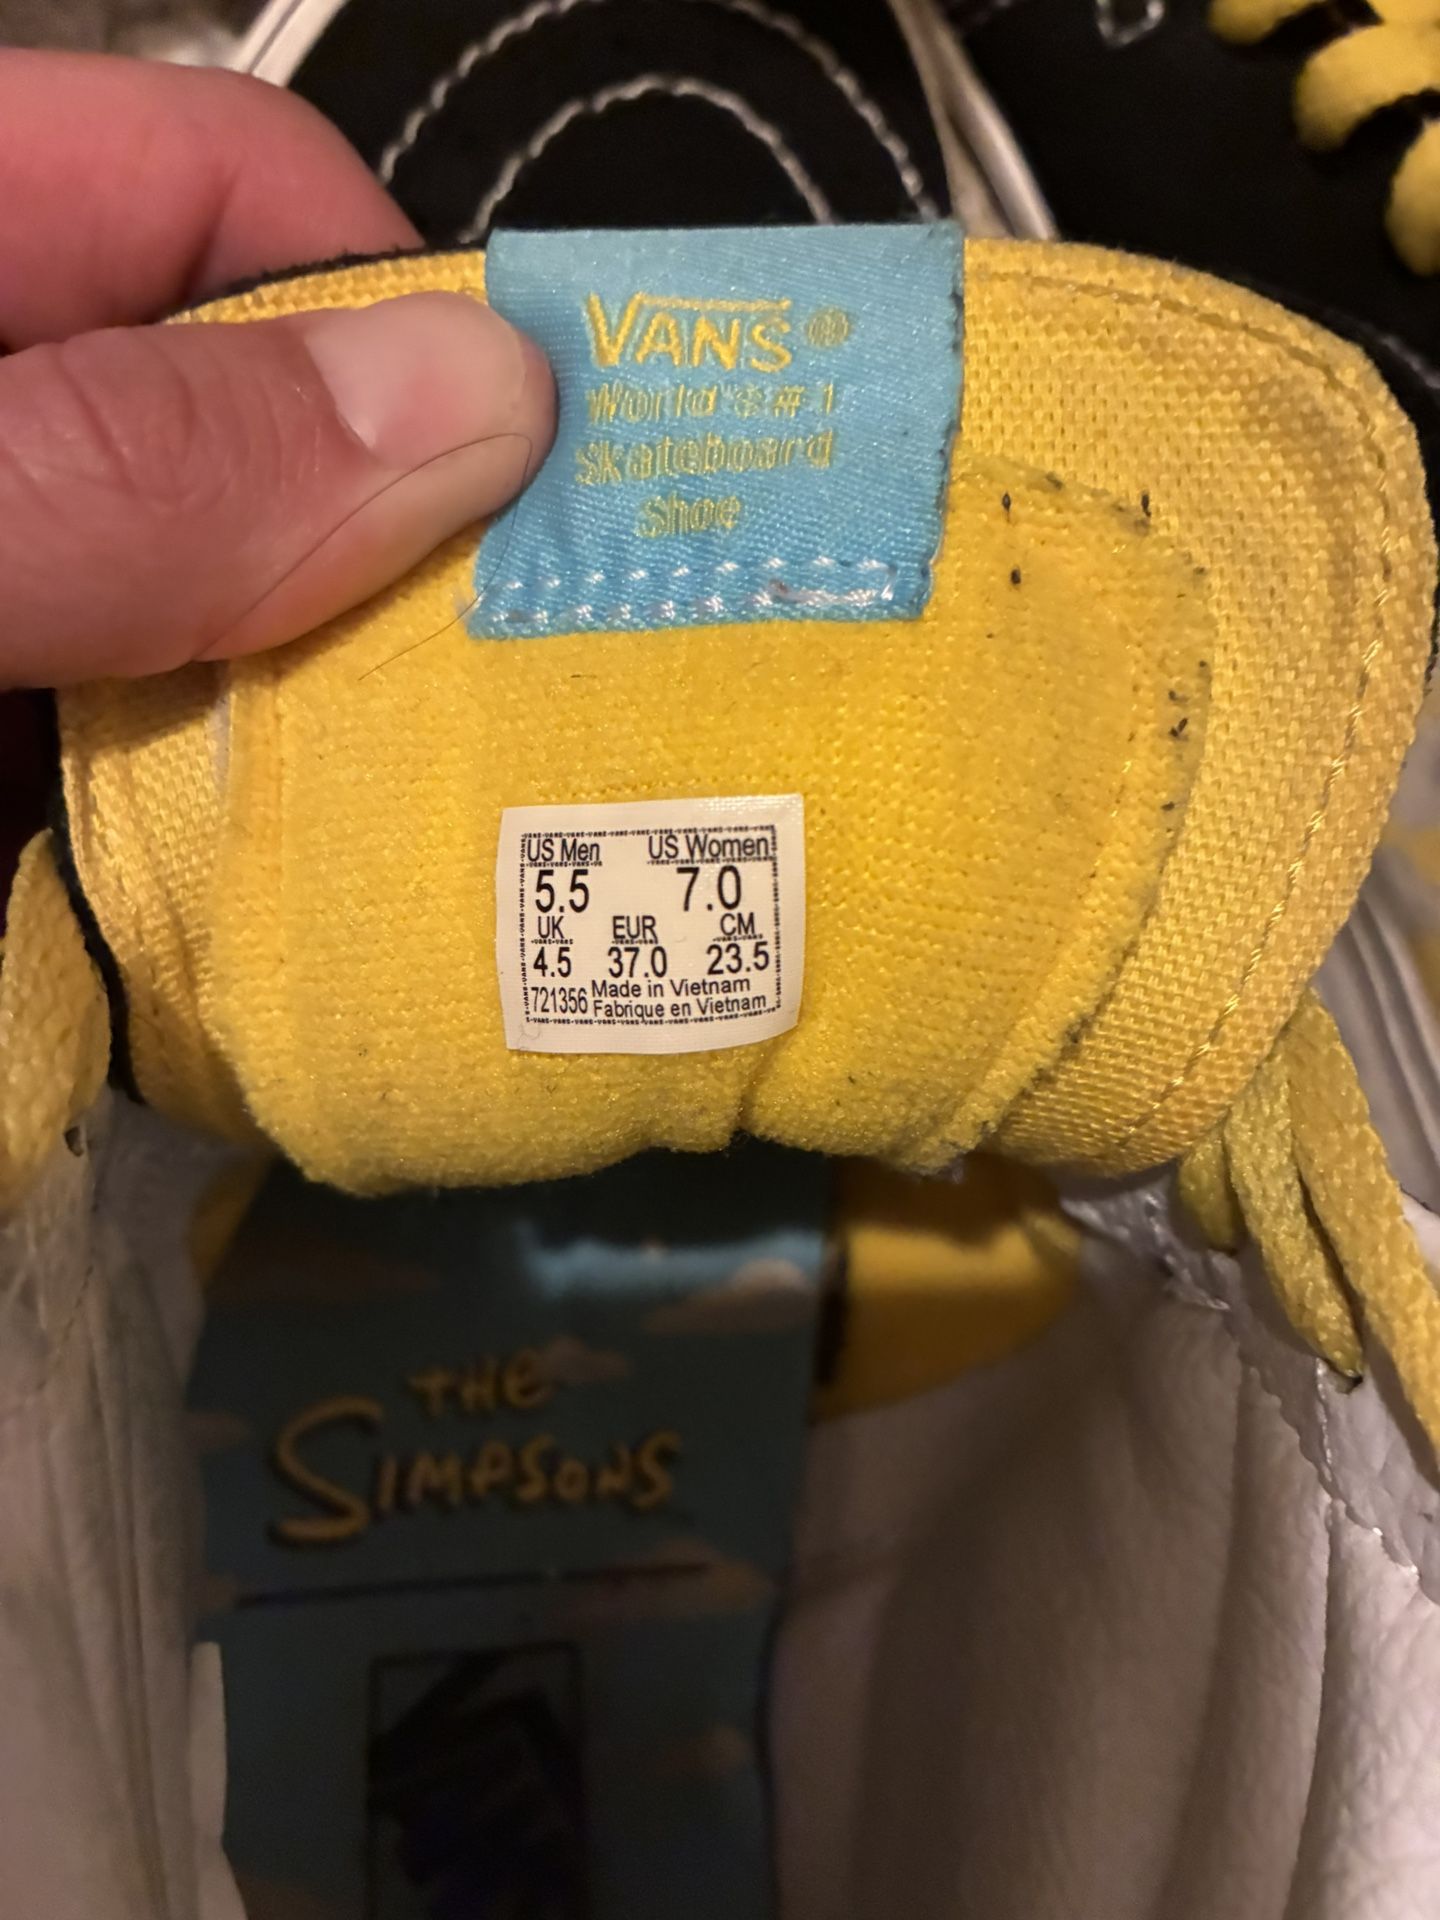 VANS®
World's #1
Skateboard
Shoe
US Men US Women
5.5 7.0
UK EUR CM
4.5 37.0 23.5
721356 Made in Vietnam
Fabriqué en Vietnam
THE
SIMPSONS